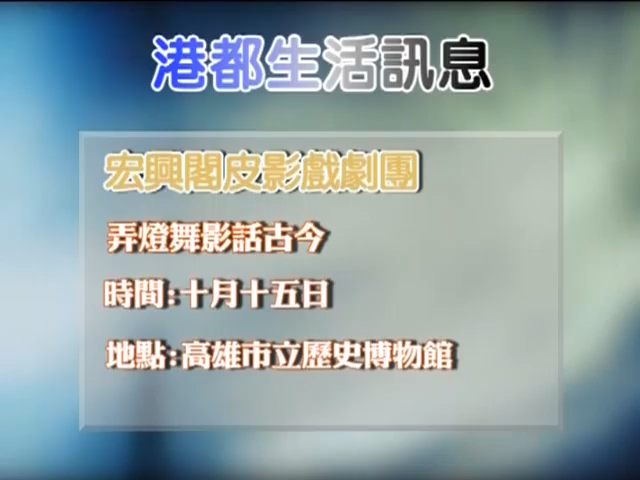 港都生活訊息
宏興閣皮影戲劇團
弄燈舞影話古今
時間:十月十五日
地點:高雄市立歷史博物館